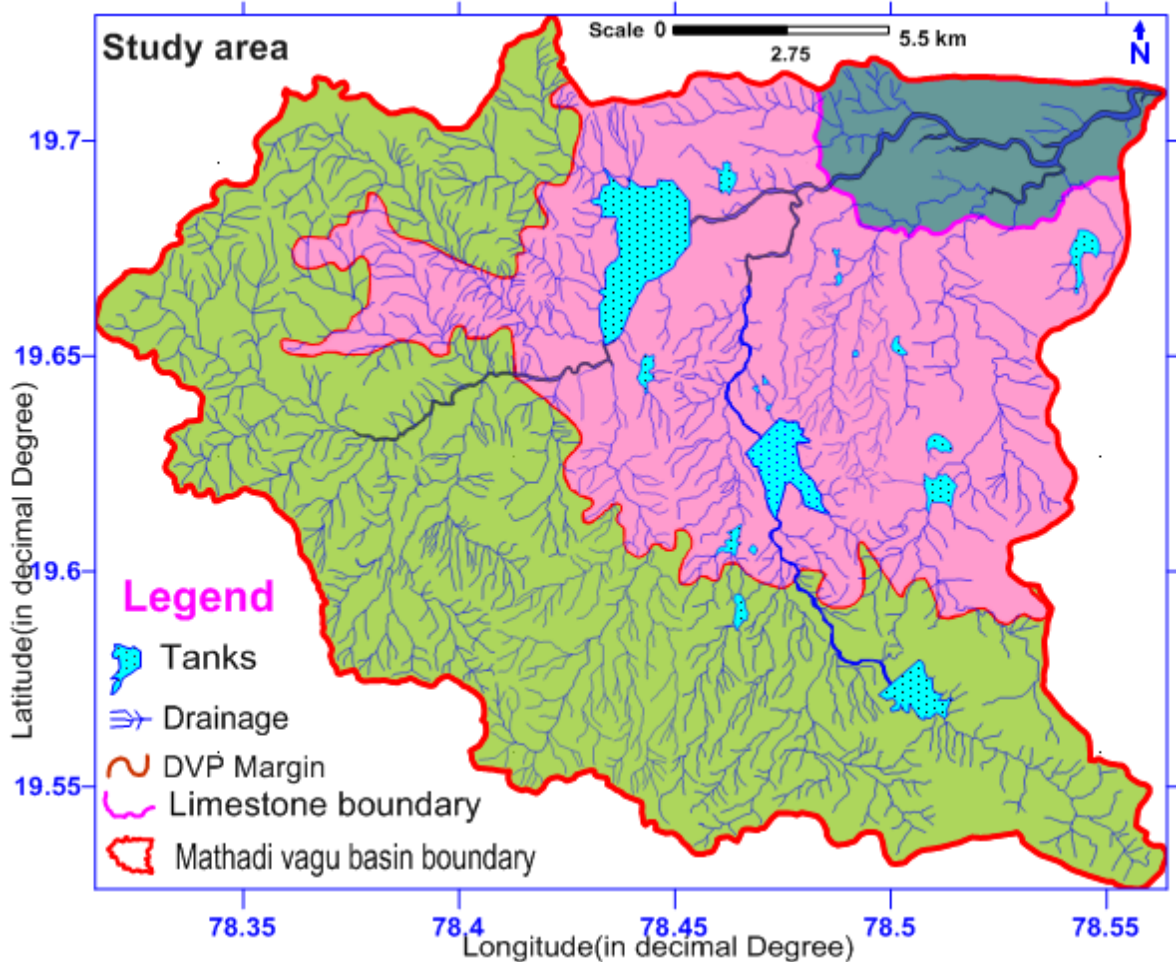 Study area
Scale 0 5.5 km
2.75
N
19.7
19.65
19.6
19.55
Latitude(in decimal Degree)
Legend
Tanks
Drainage
DVP Margin
Limestone boundary
Mathadi vagu basin boundary
78.35 78.4 78.45 78.5 78.55
Longitude(in decimal Degree)